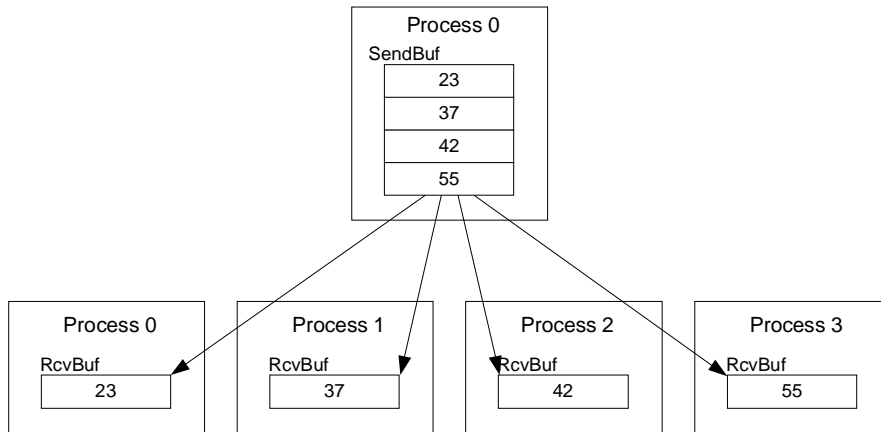 Process 0
SendBuf
23
37
42
55
Process 0
Process 1
Process 2
Process 3
RcvBuf
RcvBuf
RcvBuf
RcvBuf
23
37
42
55